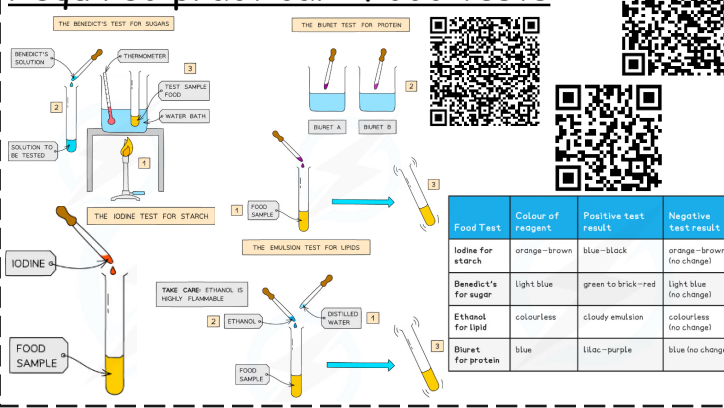 THE BENEDICT'S TEST FOR SUGARS
BENEDICT'S
SOLUTION
THERMOMETER
3
TEST SAMPLE
FOOD
2
WATER BATH
SOLUTION TO
BE TESTED
1
THE IODINE TEST FOR STARCH
IODINE
FOOD
SAMPLE
THE BIURET TEST FOR PROTEIN
2
BIURET A
BIURET B
3
1
FOOD
SAMPLE
THE EMULSION TEST FOR LIPIDS
TAKE CARE: ETHANOL IS
HIGHLY FLAMMABLE
2
ETHANOL
DISTILLED
WATER
1
3
FOOD
SAMPLE
Food Test | Colour of reagent | Positive test result | Negative test result
Iodine for starch | orange-brown | blue-black | orange-brown (no change)
Benedict's for sugar | light blue | green to brick-red | light blue (no change)
Ethanol for lipid | colourless | cloudy emulsion | colourless (no change)
Biuret for protein | blue | lilac-purple | blue (no change